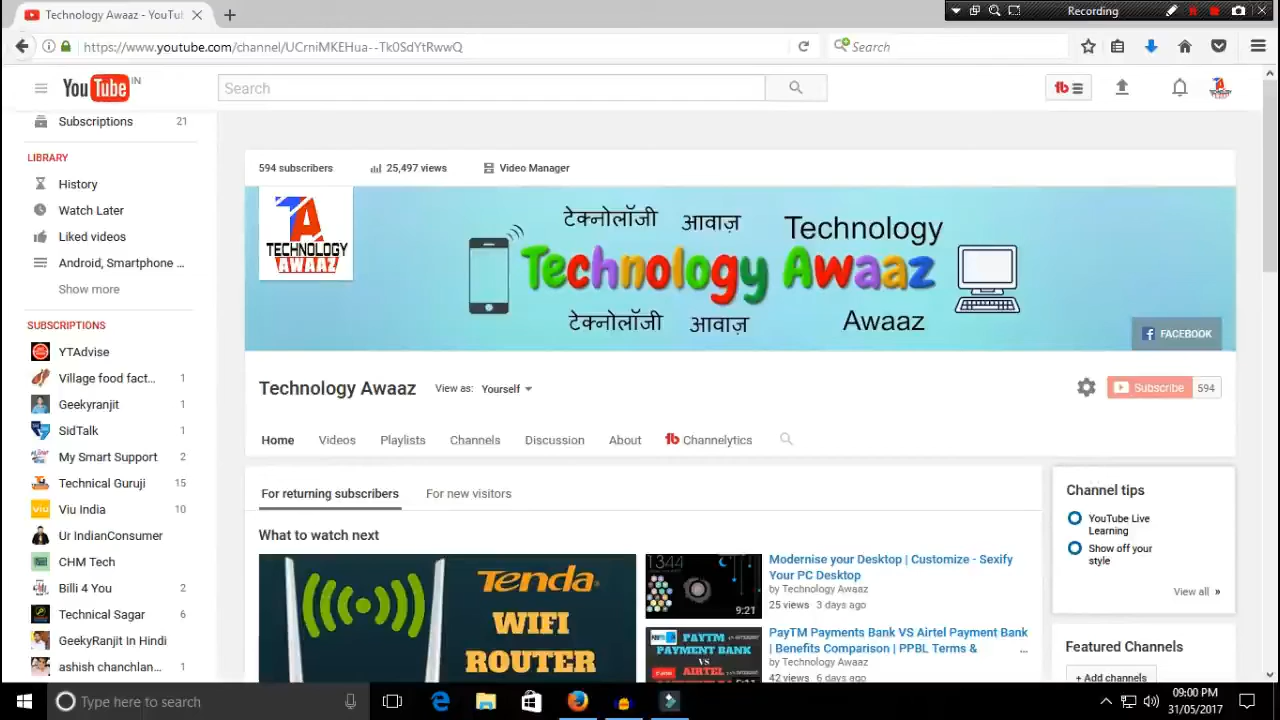 Technology Awaaz - YouTu
Recording
https://www.youtube.com/channel/UCrniMKEHua--Tk0SdYtRwwQ
Search
YouTube IN
Search
Subscriptions 21
LIBRARY
History
Watch Later
Liked videos
Android, Smartphone ...
Show more
SUBSCRIPTIONS
YTAdvise
Village food fact... 1
Geekyranjit 1
SidTalk 1
My Smart Support 2
Technical Guruji 15
Viu India 10
Ur IndianConsumer
CHM Tech
Billi 4 You 2
Technical Sagar 6
GeekyRanjit In Hindi
ashish chanchlan... 1
594 subscribers
25,497 views
Video Manager
TA
TECHNOLOGY
AWAAZ
टेक्नोलॉजी आवाज़ Technology
Technology Awaaz
टेक्नोलॉजी आवाज़ Awaaz
FACEBOOK
Technology Awaaz
View as: Yourself
Subscribe 594
Home Videos Playlists Channels Discussion About Channelytics
For returning subscribers For new visitors
What to watch next
Tenda
WIFI
ROUTER
1344
9:21
Modernise your Desktop | Customize - Sexify
Your PC Desktop
by Technology Awaaz
25 views 3 days ago
PAYTM
PAYMENT BANK
VS
AIRTEL
PayTM Payments Bank VS Airtel Payment Bank
| Benefits Comparison | PPBL Terms &
by Technology Awaaz
42 views 6 days ago
Channel tips
YouTube Live
Learning
Show off your
style
View all »
Featured Channels
+ Add channels
Type here to search
09:00 PM
31/05/2017